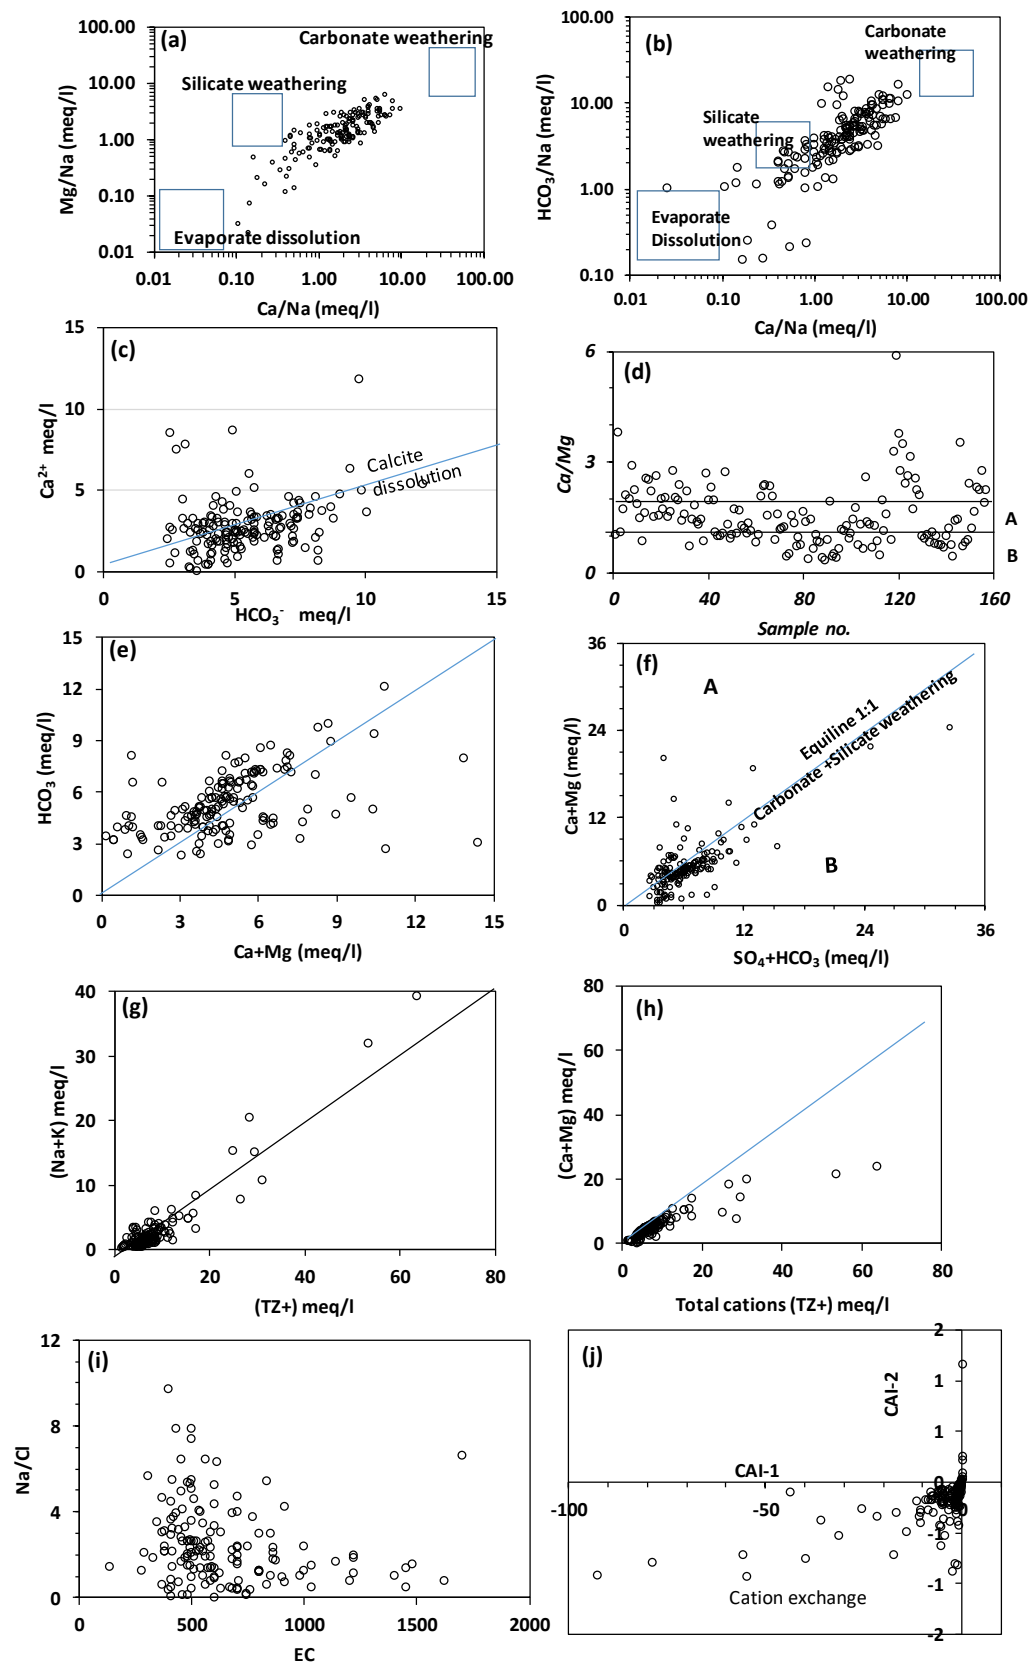 (a)
Carbonate weathering
Silicate weathering
Evaporate dissolution
100.00
10.00
1.00
0.10
0.01
0.01 0.10 1.00 10.00 100.00
Mg/Na (meq/l)
Ca/Na (meq/l)
(b)
Carbonate
weathering
Silicate
weathering
Evaporate
Dissolution
100.00
10.00
1.00
0.10
0.01 0.10 1.00 10.00 100.00
HCO₃/Na (meq/l)
Ca/Na (meq/l)
(c)
Calcite
dissolution
15
10
5
0
0 5 10 15
Ca²⁺ meq/l
HCO₃⁻ meq/l
(d)
A
B
6
3
0
0 40 80 120 160
Ca/Mg
Sample no.
(e)
15
12
9
6
3
0
0 3 6 9 12 15
HCO₃ (meq/l)
Ca+Mg (meq/l)
(f)
A
Equiline 1:1
Carbonate +Silicate weathering
B
36
24
12
0
0 12 24 36
Ca+Mg (meq/l)
SO₄+HCO₃ (meq/l)
(g)
40
30
20
10
0
0 20 40 60 80
(Na+K) meq/l
(TZ+) meq/l
(h)
80
60
40
20
0
0 20 40 60 80
(Ca+Mg) meq/l
Total cations (TZ+) meq/l
(i)
12
8
4
0
0 500 1000 1500 2000
Na/Cl
EC
(j)
2
1
1
0
-1
-1
-2
CAI-2
CAI-1
-100 -50 0
Cation exchange